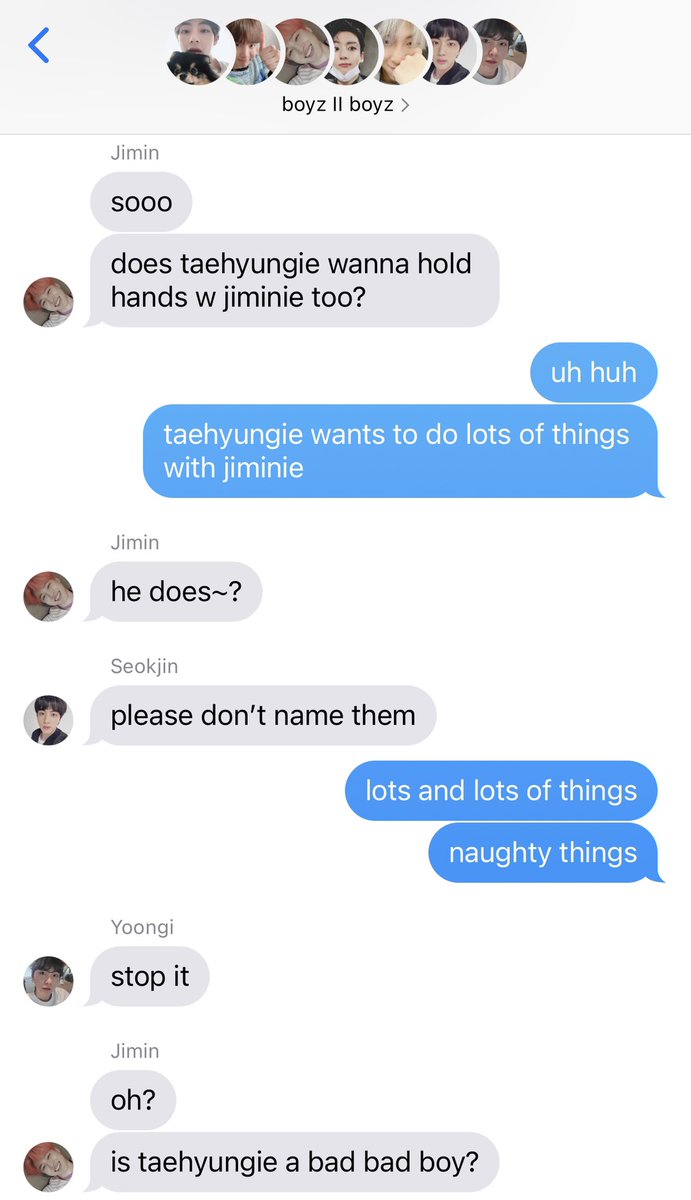 boyz II boyz
Jimin
sooo
does taehyungie wanna hold
hands w jiminie too?
uh huh
taehyungie wants to do lots of things
with jiminie
Jimin
he does~?
Seokjin
please don’t name them
lots and lots of things
naughty things
Yoongi
stop it
Jimin
oh?
is taehyungie a bad bad boy?